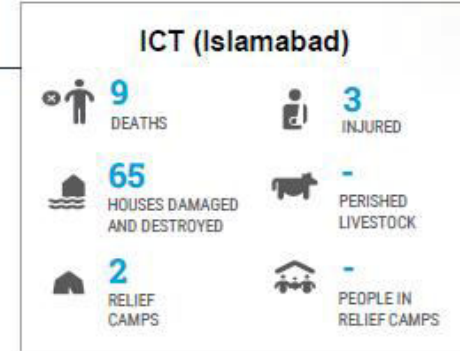 ICT (Islamabad)
9
DEATHS
3
INJURED
65
HOUSES DAMAGED
AND DESTROYED
-
PERISHED
LIVESTOCK
2
RELIEF
CAMPS
-
PEOPLE IN
RELIEF CAMPS